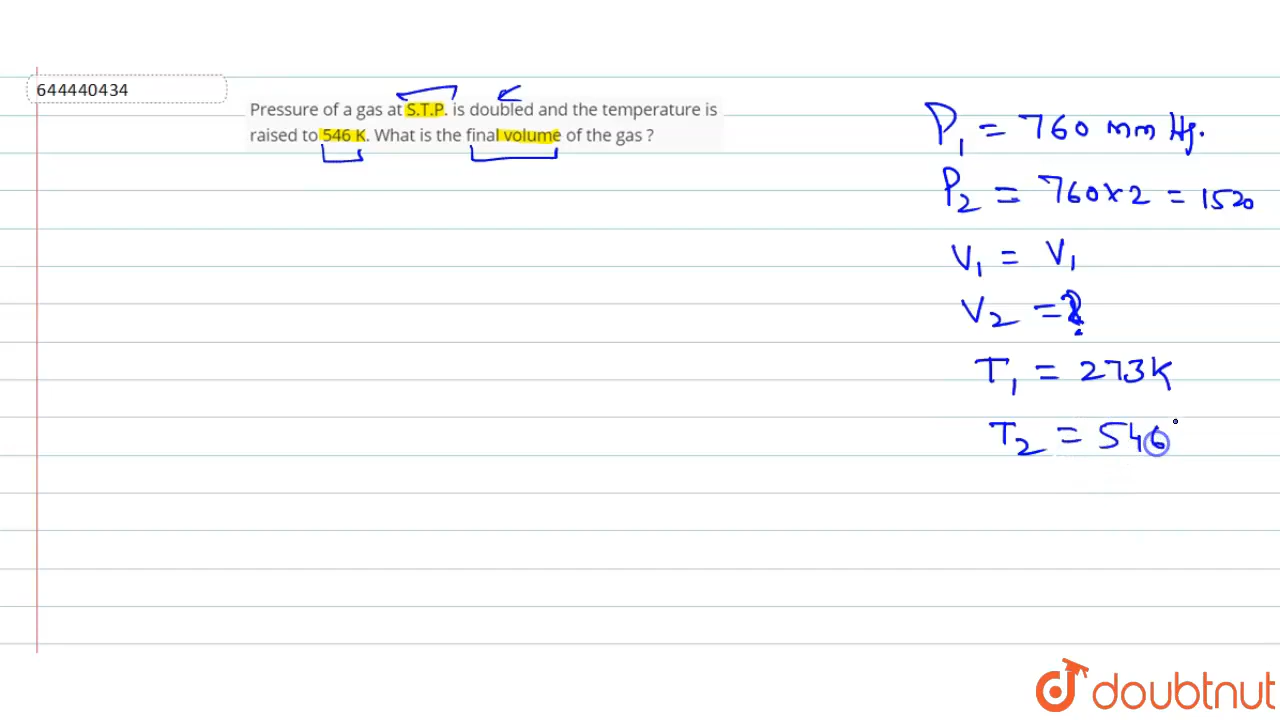 644440434
Pressure of a gas at S.T.P. is doubled and the temperature is
raised to 546 K. What is the final volume of the gas ?
P₁ = 760 mm Hg.
P₂ = 760×2 = 1520
V₁ = V₁
V₂ = ?
T₁ = 273K
T₂ = 546
doubtnut